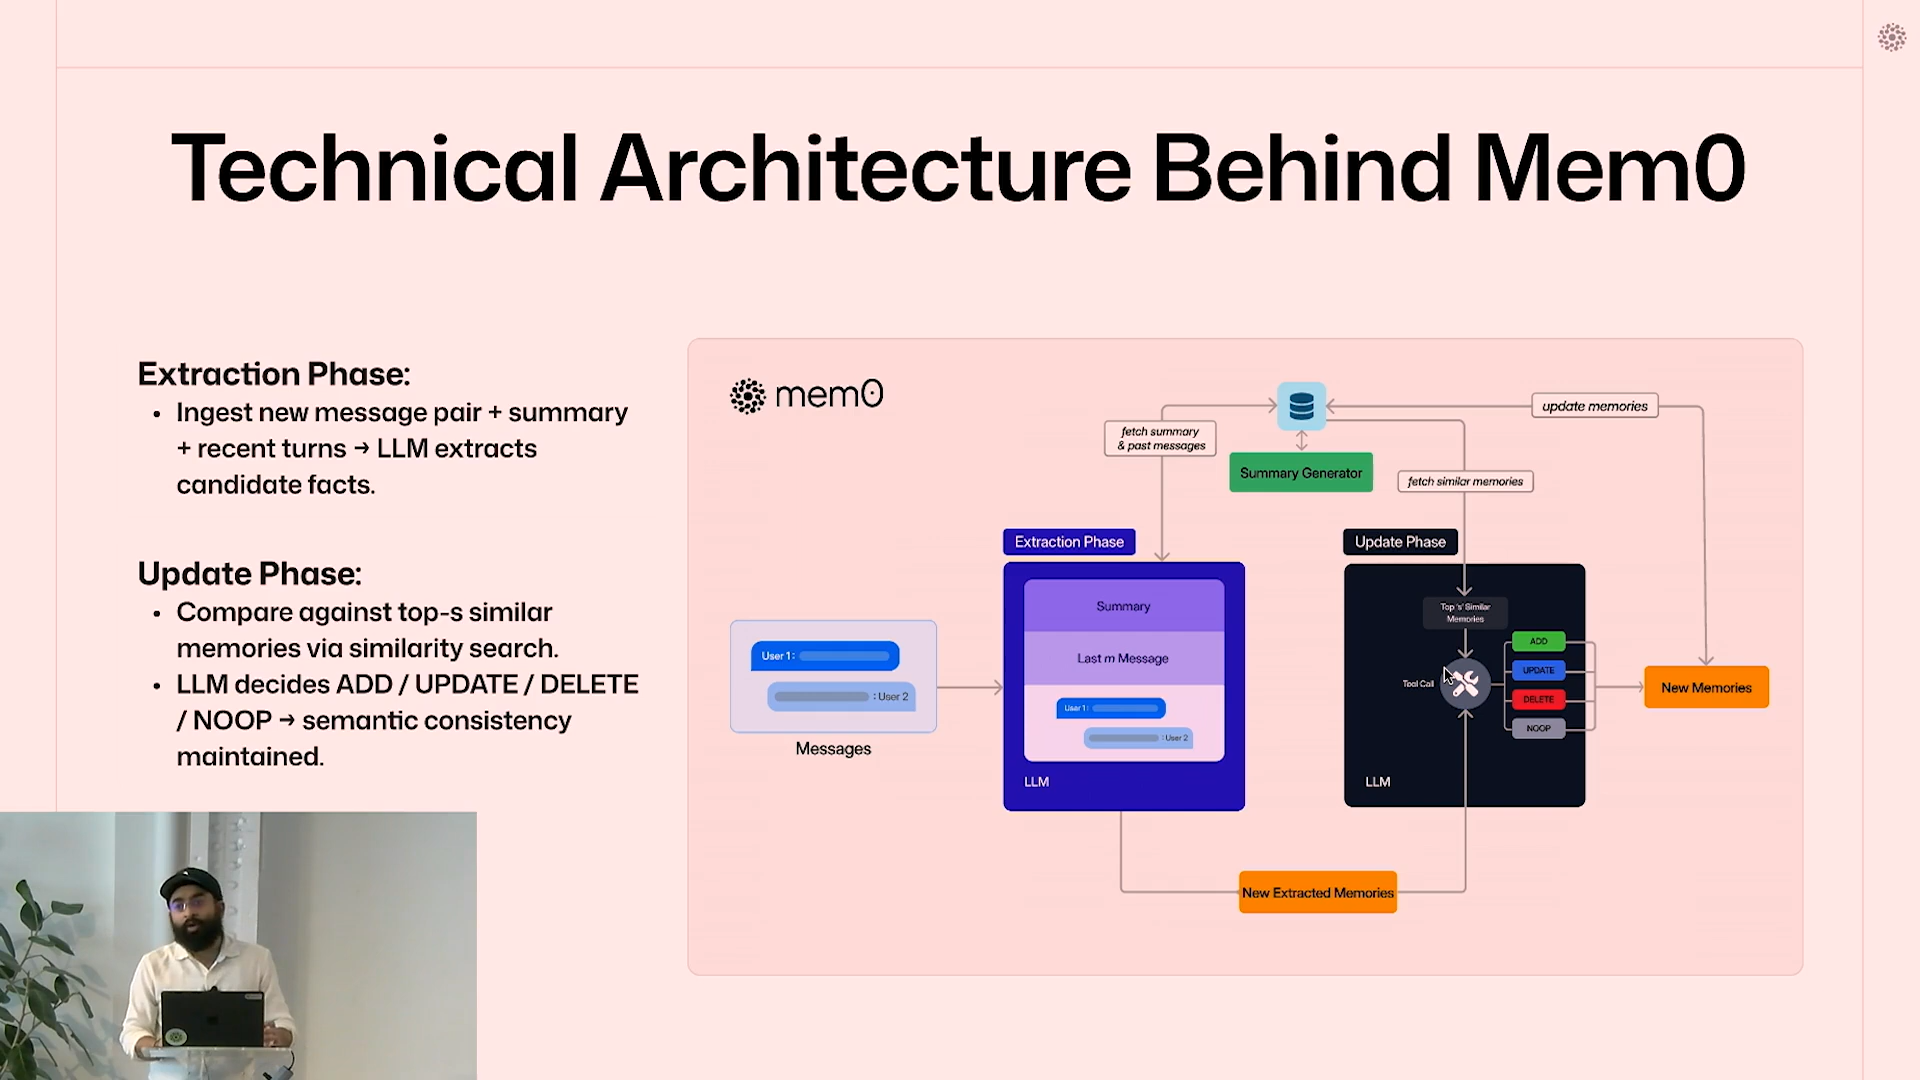 Technical Architecture Behind Mem0
Extraction Phase:
• Ingest new message pair + summary
+ recent turns → LLM extracts
candidate facts.
Update Phase:
• Compare against top-s similar
memories via similarity search.
• LLM decides ADD / UPDATE / DELETE
/ NOOP → semantic consistency
maintained.
mem0
fetch summary
& past messages
Summary Generator
update memories
fetch similar memories
Extraction Phase
Summary
Last m Message
User 1:
: User 2
LLM
Update Phase
Top 's' Similar
Memories
Tool Call
ADD
UPDATE
DELETE
NOOP
LLM
User 1:
: User 2
Messages
New Memories
New Extracted Memories